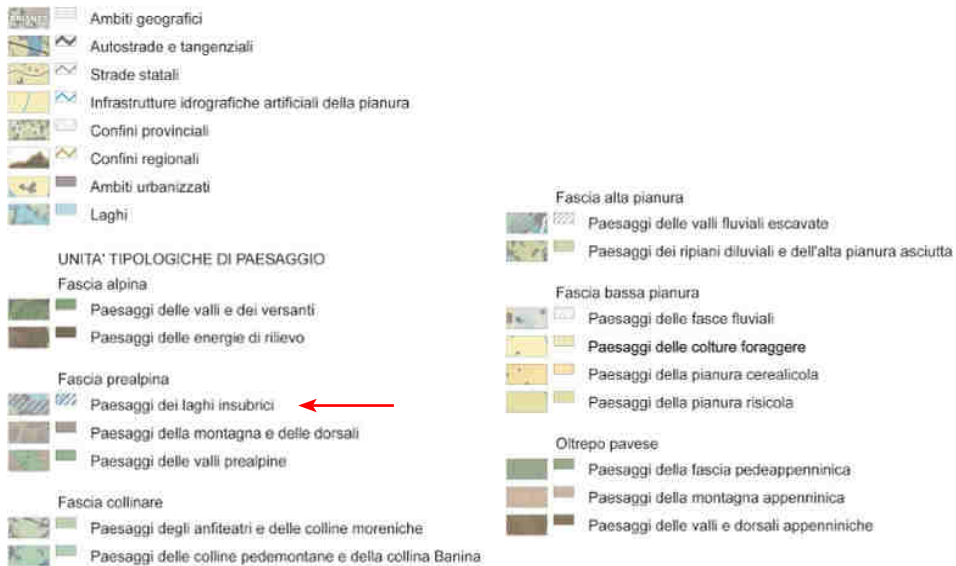 Ambiti geografici
Autostrade e tangenziali
Strade statali
Infrastrutture idrografiche artificiali della pianura
Confini provinciali
Confini regionali
Ambiti urbanizzati
Laghi
UNITA' TIPOLOGICHE DI PAESAGGIO
Fascia alpina
Paesaggi delle valli e dei versanti
Paesaggi delle energie di rilievo
Fascia prealpina
Paesaggi dei laghi insubrici
Paesaggi della montagna e delle dorsali
Paesaggi delle valli prealpine
Fascia collinare
Paesaggi degli anfiteatri e delle colline moreniche
Paesaggi delle colline pedemontane e della collina Banina
Fascia alta pianura
Paesaggi delle valli fluviali escavate
Paesaggi dei ripiani diluviali e dell'alta pianura asciutta
Fascia bassa pianura
Paesaggi delle fasce fluviali
Paesaggi delle colture foraggere
Paesaggi della pianura cerealicola
Paesaggi della pianura risicola
Oltrepo pavese
Paesaggi della fascia pedeappenninica
Paesaggi della montagna appenninica
Paesaggi delle valli e dorsali appenniniche